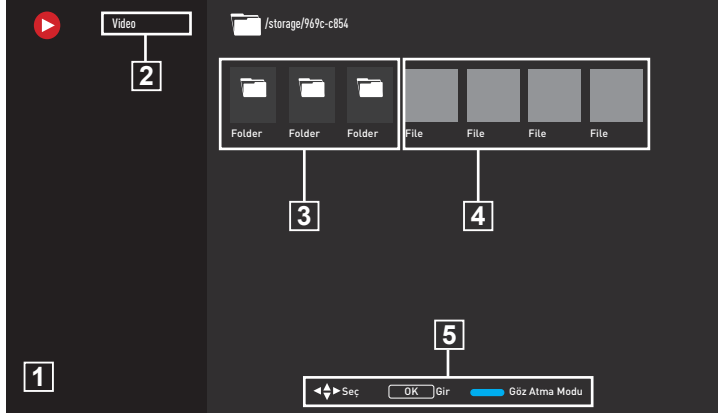 Video
/storage/969c-c854
2
Folder Folder Folder File File File File
3 4
5
1
Seç OK Gir Göz Atma Modu